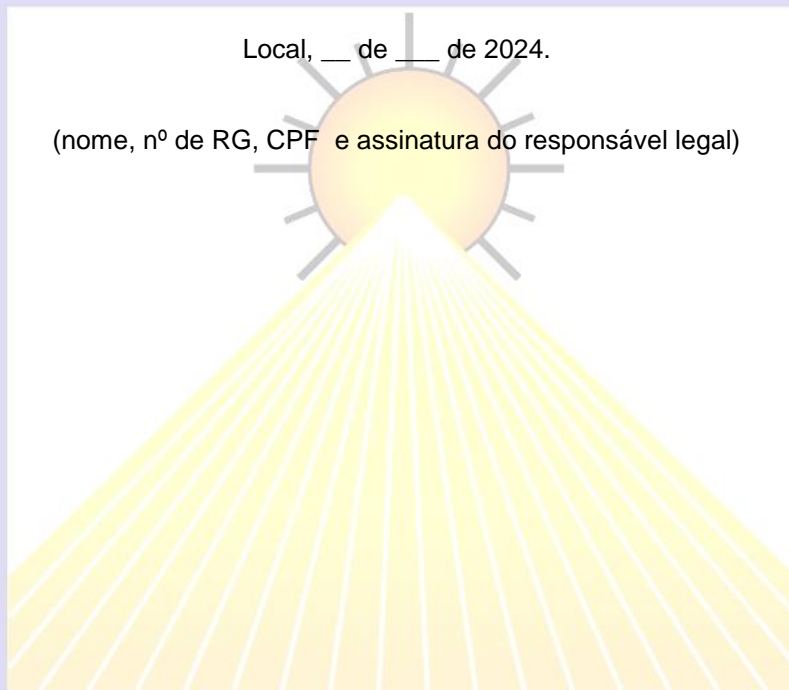 Local, __ de ___ de 2024.
(nome, nº de RG, CPF e assinatura do responsável legal)